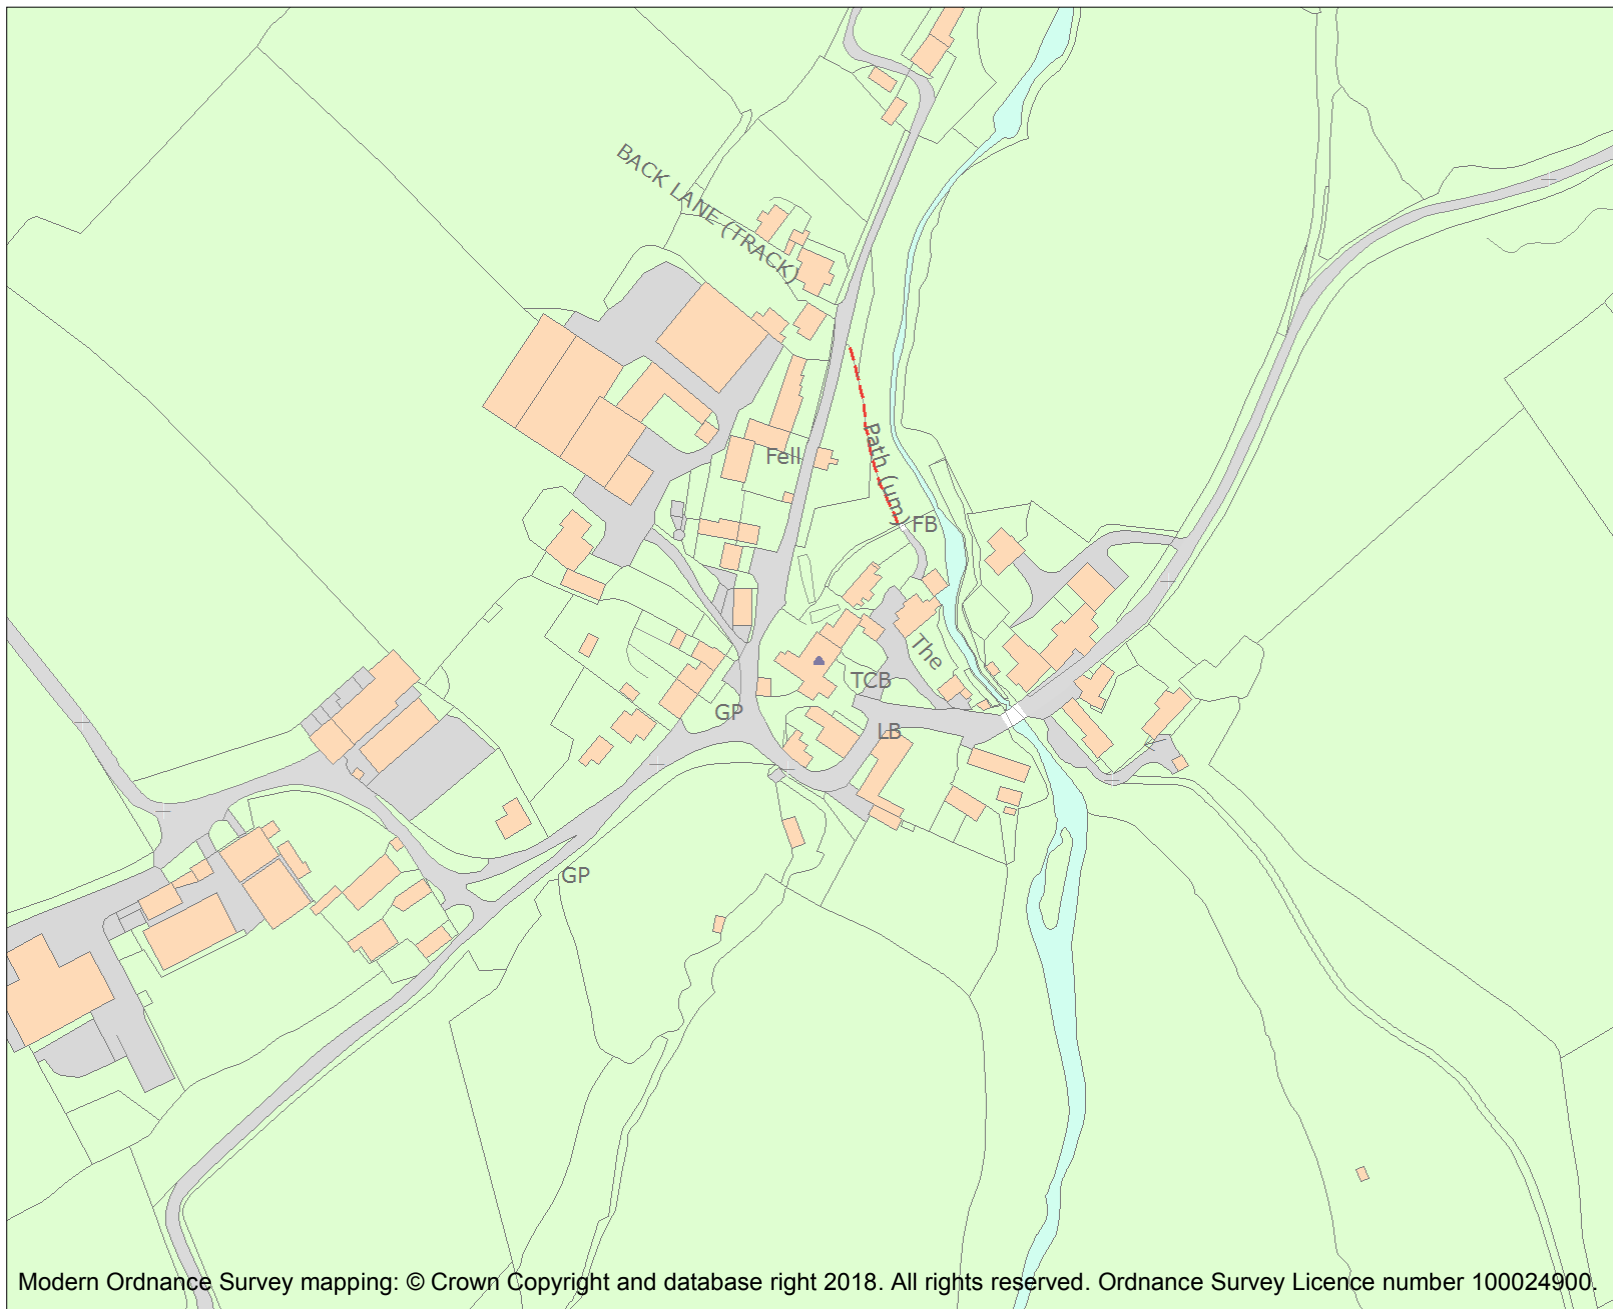 BACK LANE (TRACK)
Fell
Path (um)
FB
The
TCB
GP
LB
GP
Modern Ordnance Survey mapping: © Crown Copyright and database right 2018. All rights reserved. Ordnance Survey Licence number 100024900.